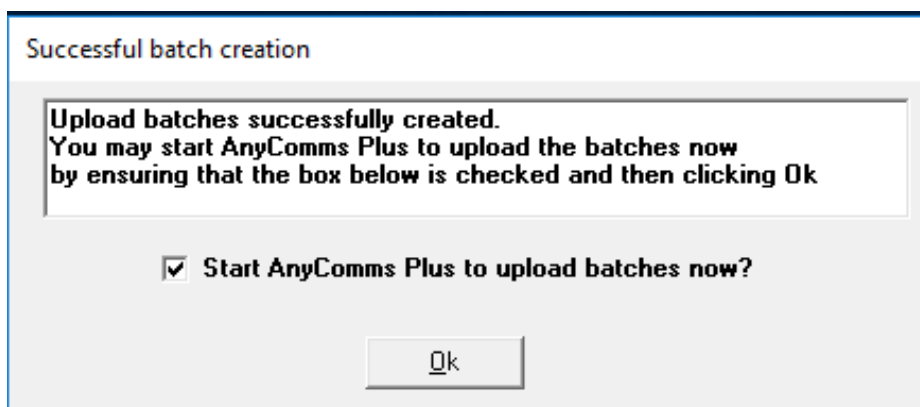 Successful batch creation
Upload batches successfully created.
You may start AnyComms Plus to upload the batches now
by ensuring that the box below is checked and then clicking Ok
Start AnyComms Plus to upload batches now?
Ok